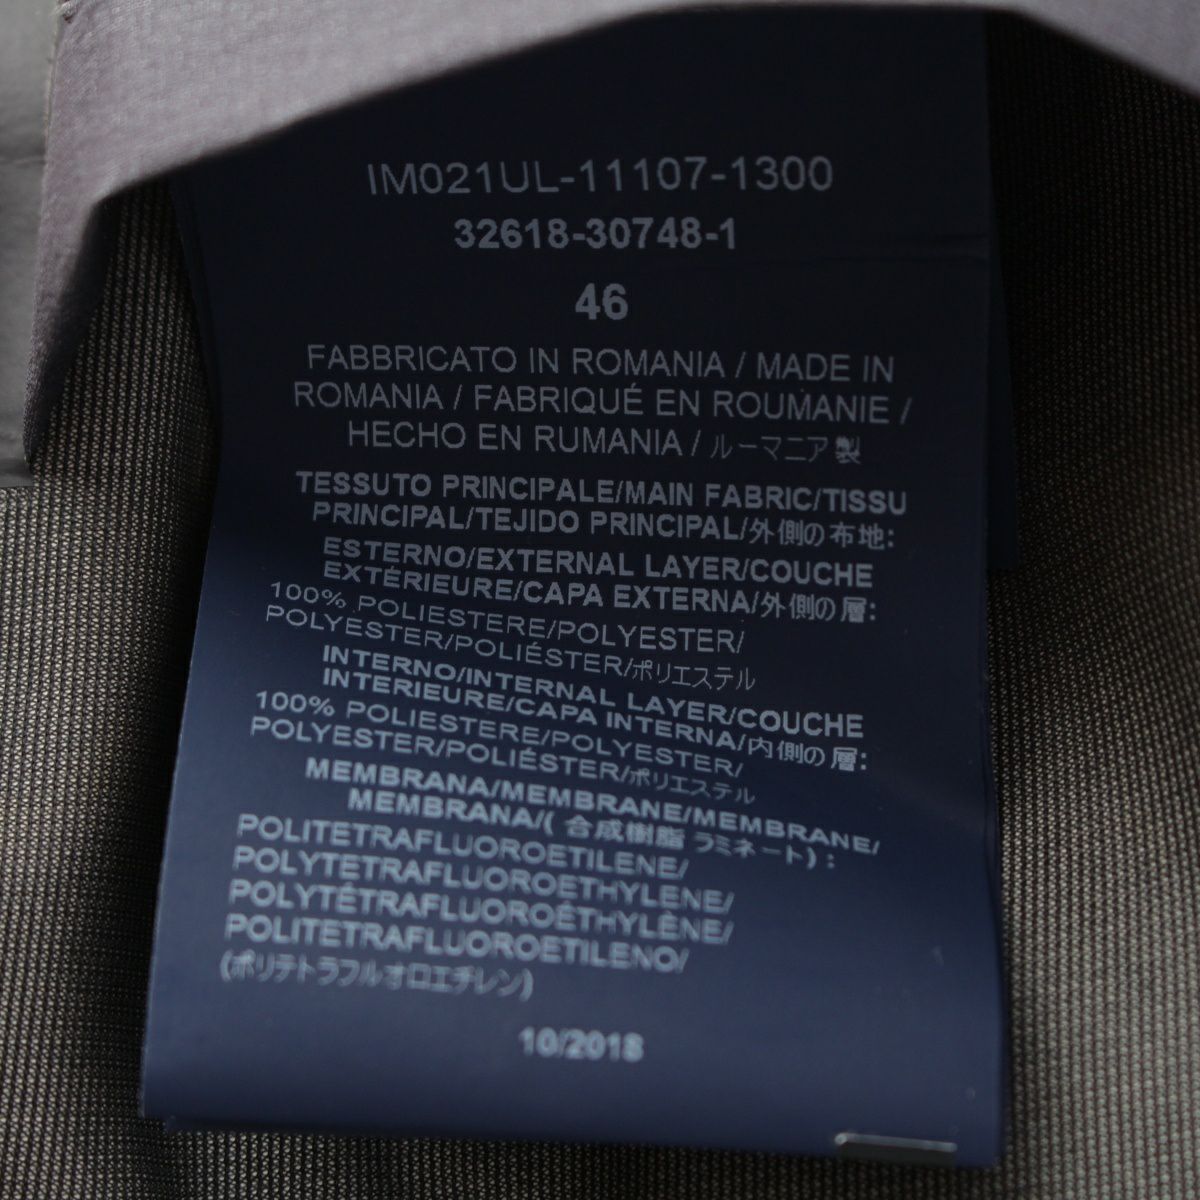 IM021UL-11107-1300
32618-30748-1
46
FABBRICATO IN ROMANIA / MADE IN
ROMANIA / FABRIQUÉ EN ROUMANIE /
HECHO EN RUMANIA / ルーマニア製
TESSUTO PRINCIPALE/MAIN FABRIC/TISSU
PRINCIPAL/TEJIDO PRINCIPAL/外側の布地:
ESTERNO/EXTERNAL LAYER/COUCHE
EXTÉRIEURE/CAPA EXTERNA/外側の層:
100% POLIESTERE/POLYESTER/
POLYESTER/POLIÉSTER/ポリエステル
INTERNO/INTERNAL LAYER/COUCHE
INTERIEURE/CAPA INTERNA/内側の層:
100% POLIESTERE/POLYESTER/
POLYESTER/POLIÉSTER/ポリエステル
MEMBRANA/MEMBRANE/MEMBRANE/
MEMBRANA/( 合成樹脂 ラミネート) :
POLITETRAFLUOROETILENE/
POLYTETRAFLUOROETHYLENE/
POLYTÉTRAFLUOROÉTHYLÈNE/
POLITETRAFLUOROETILENO/
(ポリテトラフルオロエチレン)
10/2018